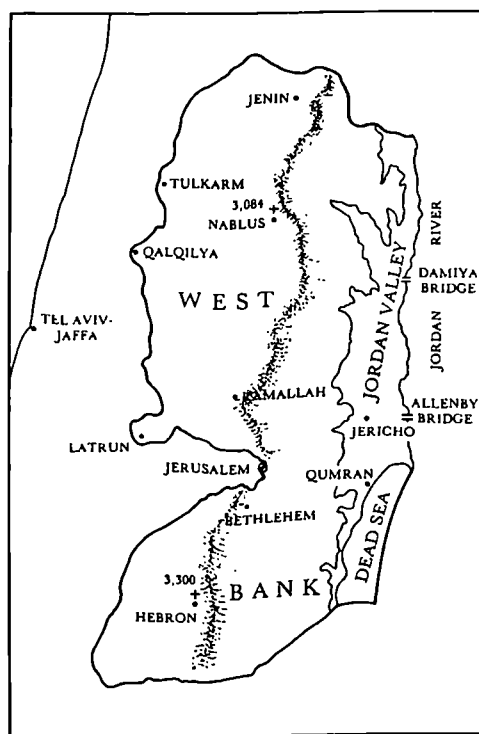 JENIN
TULKARM
3,084
NABLUS
QALQILYA
WEST
JORDAN VALLEY
RIVER
JORDAN
DAMIYA
BRIDGE
TEL AVIV-
JAFFA
RAMALLAH
ALLENBY
BRIDGE
JERICHO
LATRUN
JERUSALEM
QUMRAN
BETHLEHEM
DEAD SEA
3,300
BANK
HEBRON